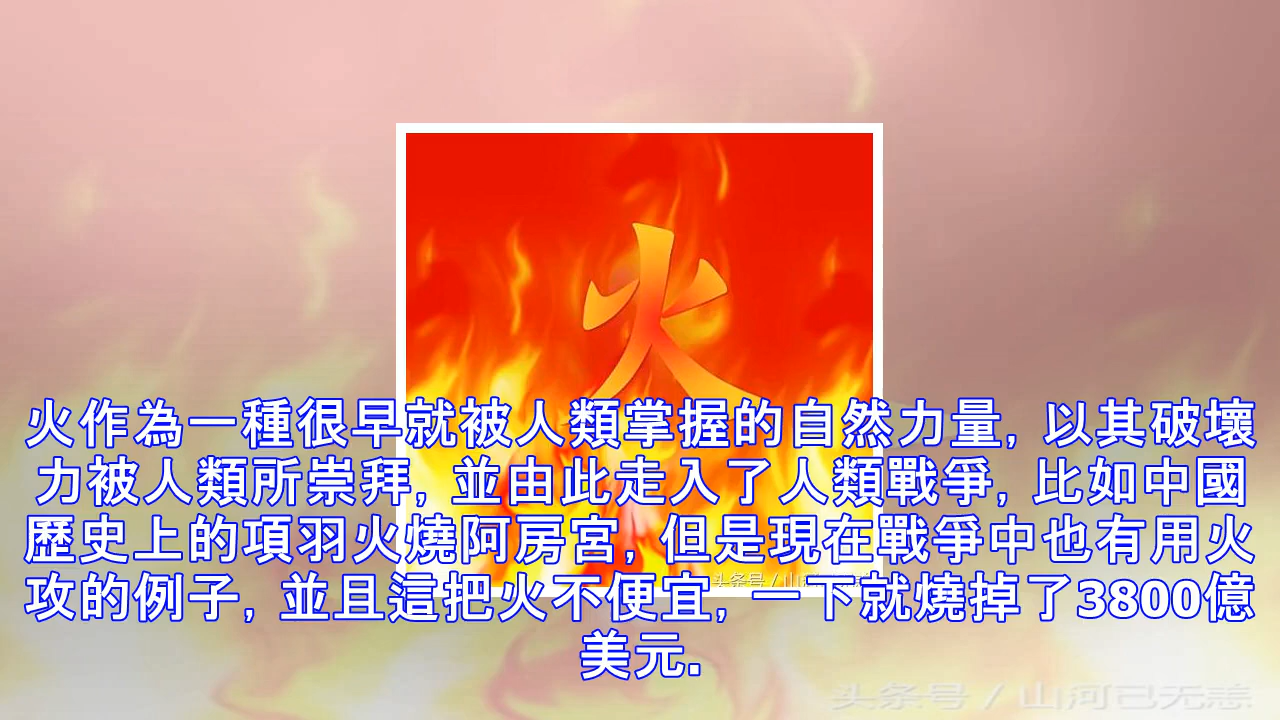 火
火作為一種很早就被人類掌握的自然力量, 以其破壞
力被人類所崇拜, 並由此走入了人類戰爭, 比如中國
歷史上的項羽火燒阿房宮, 但是現在戰爭中也有用火
攻的例子, 並且這把火不便宜, 一下就燒掉了3800億
美元.
头条号 / 山河已无恙